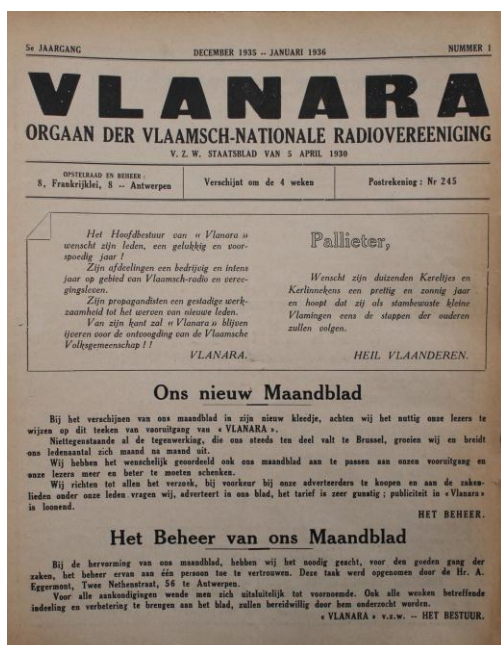 5e JAARGANG
DECEMBER 1935 -- JANUARI 1936
NUMMER 1
VLANARA
ORGAAN DER VLAAMSCH-NATIONALE RADIOVEREENIGING
V. Z. W. STAATSBLAD VAN 5 APRIL 1930
OPSTELRAAD EN BEHEER :
8, Frankrijklei, 8 -- Antwerpen
Verschijnt om de 4 weken
Postrekening : Nr 245
Het Hoofdbestuur van « Vlanara »
wenscht zijn leden, een gelukkig en voor-
spoedig jaar !
Zijn afdeelingen een bedrijvig en intens
jaar op gebied van Vlaamsch-radio en veree-
gingsleven.
Zijn propagandisten een gestadige werk-
zaamheid tot het werven van nieuwe leden.
Van zijn kant zal « Vlanara » blijven
ijveren voor de ontvoogding van de Vlaamsche
Volksgemeenschap ! !
VLANARA.
Pallieter,
Wenscht zijn duizenden Kereltjes en
Kerlinnekens een prettig en zonnig jaar
en hoopt dat zij als stambewuste kleine
Vlamingen eens de stappen der ouderen
zullen volgen.
HEIL VLAANDEREN.
Ons nieuw Maandblad
Bij het verschijnen van ons maandblad in zijn nieuw kleedje, achten wij het nuttig onze lezers te
wijzen op dit teeken van vooruitgang van « VLANARA ».
Niettegenstaande al de tegenwerking, die ons steeds ten deel valt te Brussel, groeien wij en breidt
ons ledenaantal zich maand na maand uit.
Wij hebben het wenschelijk geoordeeld ook ons maandblad aan te passen aan onzen vooruitgang en
onze lezers meer en beter te moeten schenken.
Wij richten tot allen het verzoek, bij voorkeur bij onze adverteerders te koopen en aan de zaken-
lieden onder onze leden vragen wij, adverteert in ons blad, het tarief is zeer gunstig ; publiciteit in « Vlanara »
is loonend.
HET BEHEER.
Het Beheer van ons Maandblad
Bij de hervorming van ons maandblad, hebben wij het noodig geacht, voor den goeden gang der
zaken, het beheer ervan aan één persoon toe te vertrouwen. Deze taak werd opgenomen door de Hr. A.
Eggermont, Twee Nethenstraat, 56 te Antwerpen.
Voor alle aankondigingen wende men zich uitsluitelijk tot voornoemde. Ook alle wenken betreffende
indeeling en verbetering te brengen aan het blad, zullen bereidwillig door hem onderzocht worden.
« VLANARA » v.z.w. -- HET BESTUUR.